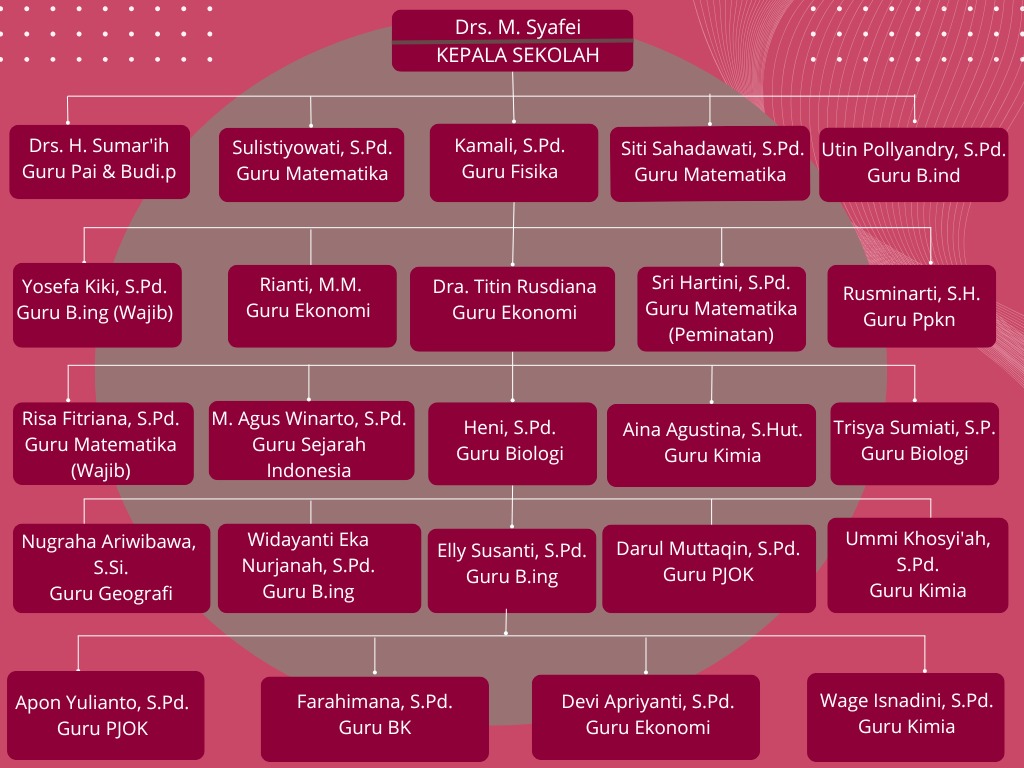 Drs. M. Syafei
KEPALA SEKOLAH
Drs. H. Sumar'ih
Guru Pai & Budi.p
Sulistiyowati, S.Pd.
Guru Matematika
Kamali, S.Pd.
Guru Fisika
Siti Sahadawati, S.Pd.
Guru Matematika
Utin Pollyandry, S.Pd.
Guru B.ind
Yosefa Kiki, S.Pd.
Guru B.ing (Wajib)
Rianti, M.M.
Guru Ekonomi
Dra. Titin Rusdiana
Guru Ekonomi
Sri Hartini, S.Pd.
Guru Matematika
(Peminatan)
Rusminarti, S.H.
Guru Ppkn
Risa Fitriana, S.Pd.
Guru Matematika
(Wajib)
M. Agus Winarto, S.Pd.
Guru Sejarah
Indonesia
Heni, S.Pd.
Guru Biologi
Aina Agustina, S.Hut.
Guru Kimia
Trisya Sumiati, S.P.
Guru Biologi
Nugraha Ariwibawa,
S.Si.
Guru Geografi
Widayanti Eka
Nurjanah, S.Pd.
Guru B.ing
Elly Susanti, S.Pd.
Guru B.ing
Darul Muttaqin, S.Pd.
Guru PJOK
Ummi Khosyi'ah,
S.Pd.
Guru Kimia
Apon Yulianto, S.Pd.
Guru PJOK
Farahimana, S.Pd.
Guru BK
Devi Apriyanti, S.Pd.
Guru Ekonomi
Wage Isnadini, S.Pd.
Guru Kimia